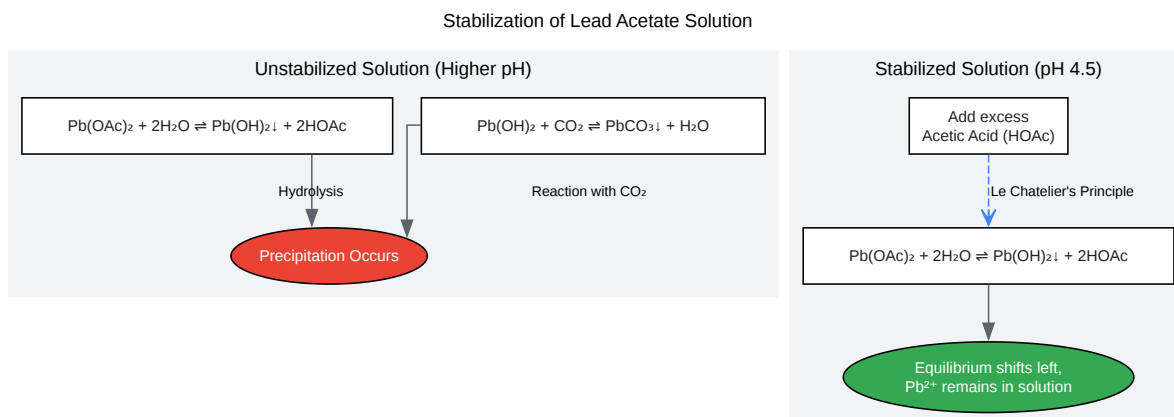 Stabilization of Lead Acetate Solution
Unstabilized Solution (Higher pH)
Pb(OAc)₂ + 2H₂O ⇌ Pb(OH)₂↓ + 2HOAc
Pb(OH)₂ + CO₂ ⇌ PbCO₃↓ + H₂O
Hydrolysis
Reaction with CO₂
Precipitation Occurs
Stabilized Solution (pH 4.5)
Add excess
Acetic Acid (HOAc)
Le Chatelier's Principle
Pb(OAc)₂ + 2H₂O ⇌ Pb(OH)₂↓ + 2HOAc
Equilibrium shifts left,
Pb²⁺ remains in solution